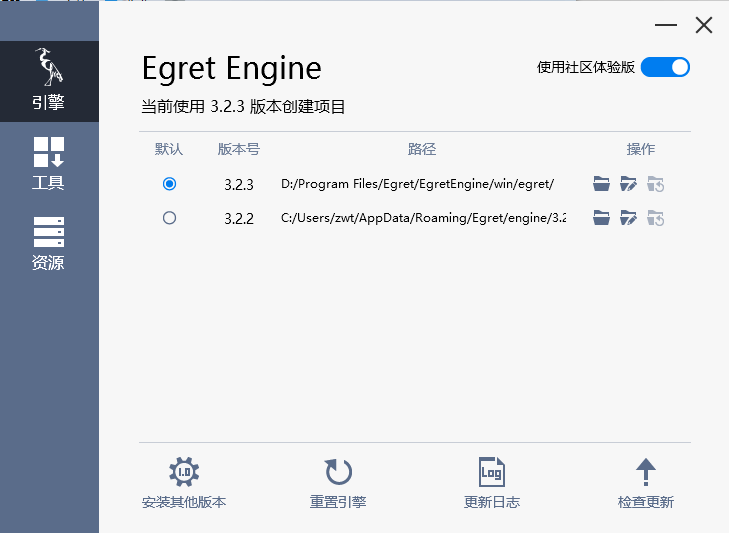 Egret Engine
使用社区体验版
当前使用 3.2.3 版本创建项目
引擎
工具
资源
默认 版本号 路径 操作
3.2.3 D:/Program Files/Egret/EgretEngine/win/egret/
3.2.2 C:/Users/zwt/AppData/Roaming/Egret/engine/3.2
1.0 Log
安装其他版本 重置引擎 更新日志 检查更新